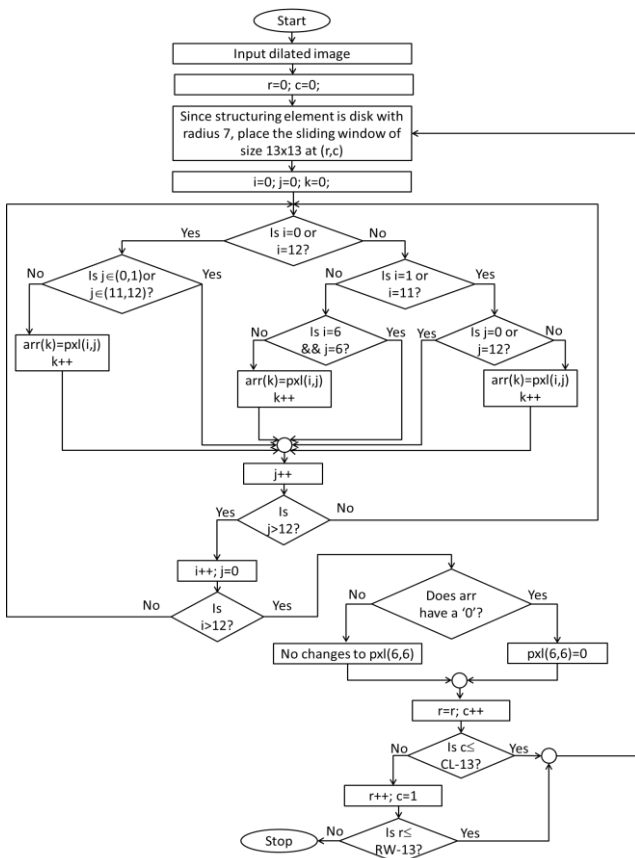 Start
Input dilated image
r=0; c=0;
Since structuring element is disk with
radius 7, place the sliding window of
size 13x13 at (r,c)
i=0; j=0; k=0;
Yes
Is i=0 or
i=12?
No
No
Is j∈(0,1)or
j∈(11,12)?
Yes
No
Is i=1 or
i=11?
Yes
arr(k)=pxl(i,j)
k++
No
Is i=6
&& j=6?
Yes
Is j=0 or
j=12?
No
arr(k)=pxl(i,j)
k++
arr(k)=pxl(i,j)
k++
j++
Yes
Is
j>12?
No
i++; j=0
No
Is
i>12?
Yes
No
Does arr
have a ‘0’?
Yes
No changes to pxl(6,6)
pxl(6,6)=0
r=r; c++
No
Is c≤
CL-13?
Yes
r++; c=1
Stop
No
Is r≤
RW-13?
Yes